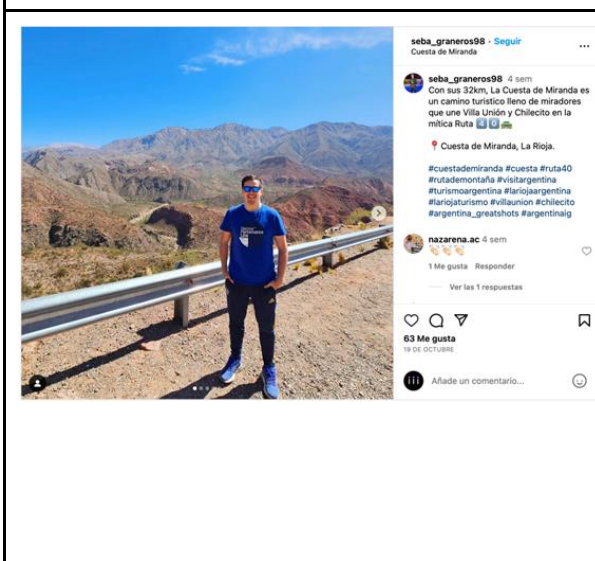 seba_graneros98 • Seguir
Cuesta de Miranda
...
seba_graneros98 4 sem
Con sus 32km, La Cuesta de Miranda es
un camino turistico lleno de miradores
que une Villa Unión y Chilecito en la
mítica Ruta 4️⃣0️⃣🚙
📍 Cuesta de Miranda, La Rioja.
#cuestademiranda #cuesta #ruta40
#rutademontaña #visitargentina
#turismoargentina #lariojaargentina
#lariojaturismo #villaunion #chilecito
#argentina_greatshots #argentinaig
nazarena.ac 4 sem
👏🏻👏🏻👏🏻
1 Me gusta Responder
Ver las 1 respuestas
63 Me gusta
19 DE OCTUBRE
Añade un comentario...